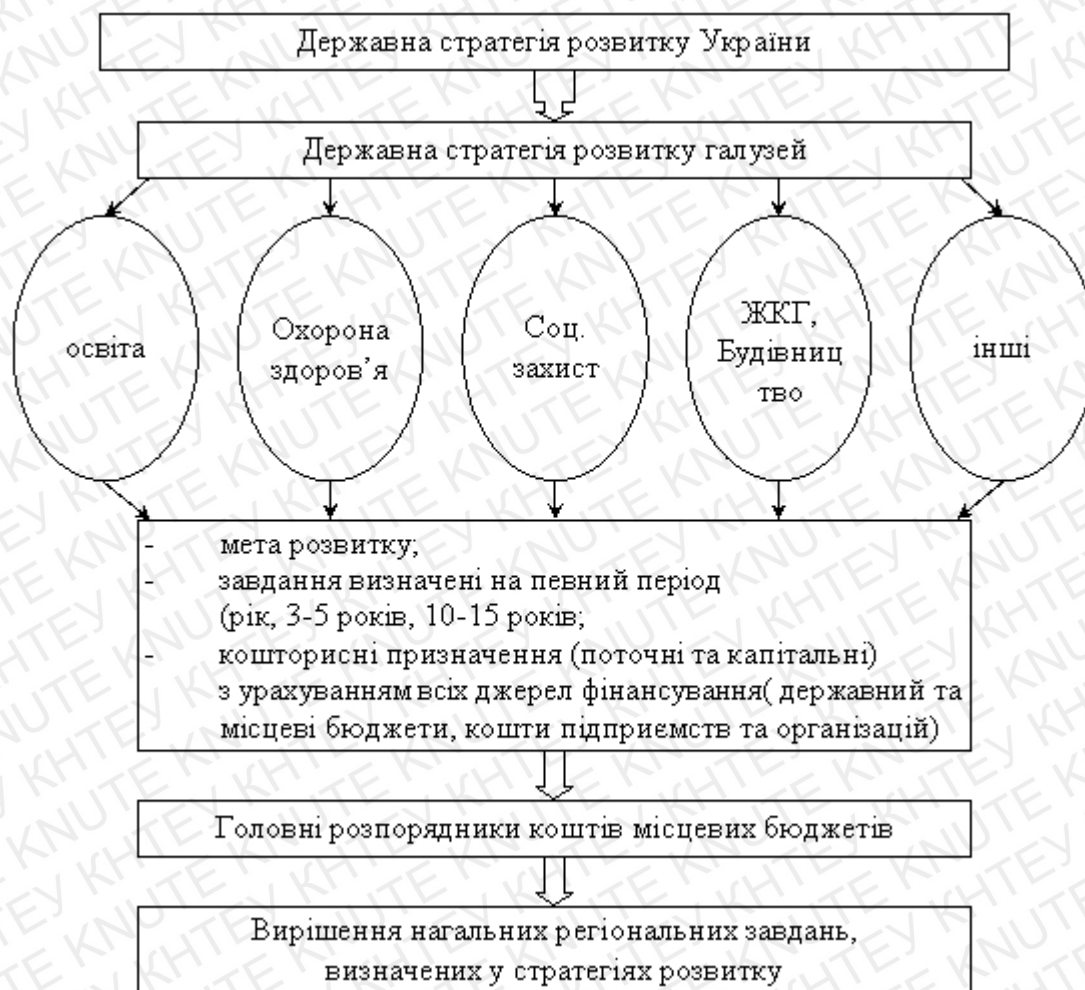 Державна стратегія розвитку України
Державна стратегія розвитку галузей
освіта
Охорона
здоров’я
Соц.
захист
ЖКГ,
Будівниц
тво
інші
- мета розвитку;
- завдання визначені на певний період
(рік, 3-5 років, 10-15 років;
- кошторисні призначення (поточні та капітальні)
з урахуванням всіх джерел фінансування( державний та
місцеві бюджети, кошти підприємств та організацій)
Головні розпорядники коштів місцевих бюджетів
Вирішення нагальних регіональних завдань,
визначених у стратегіях розвитку